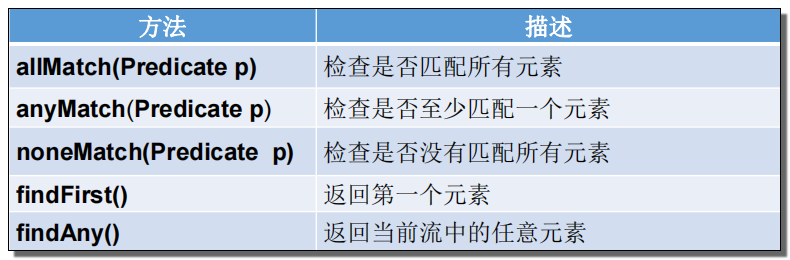 方法 描述
allMatch(Predicate p) 检查是否匹配所有元素
anyMatch(Predicate p) 检查是否至少匹配一个元素
noneMatch(Predicate  p) 检查是否没有匹配所有元素
findFirst() 返回第一个元素
findAny() 返回当前流中的任意元素